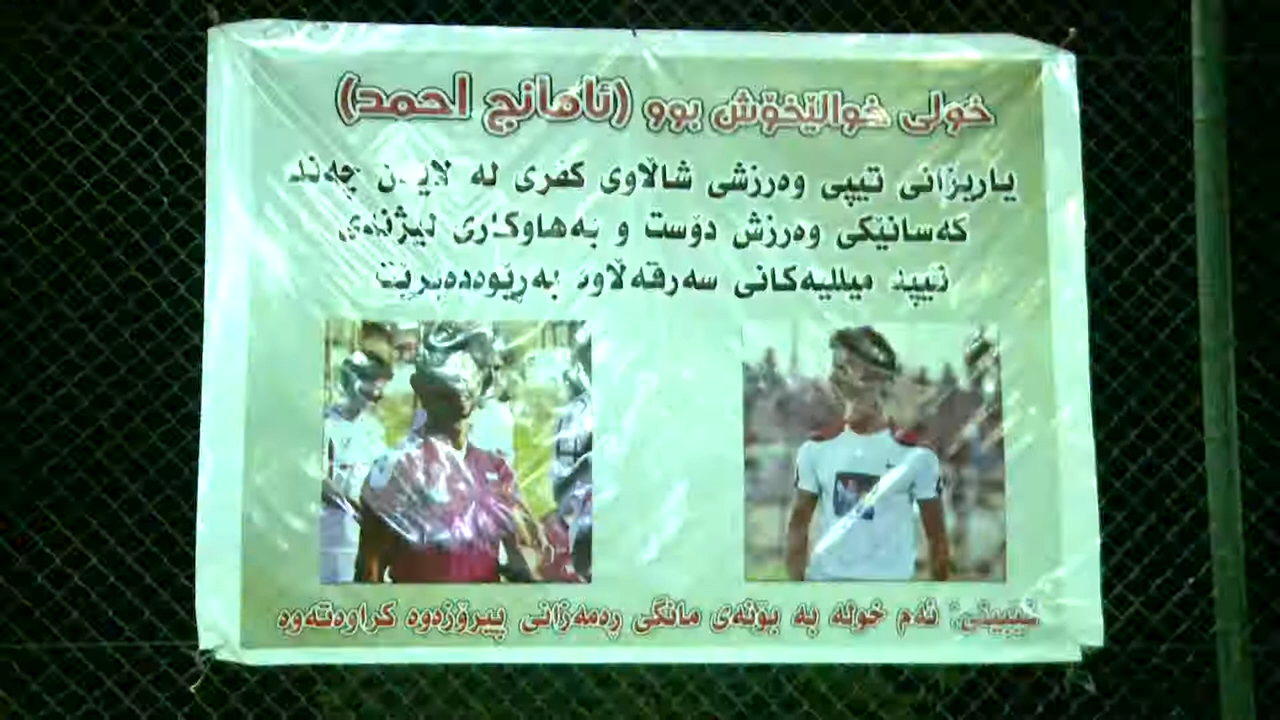 خولی خوالێخۆش بوو (ئامانج احمد)
یاریزانی تیپی وەرزشی شالاوی کفری لە لایەن چەند
کەسانێکی وەرزش دۆست و بەهاوکاری لیژنەی
تیپە میللیەکانی سەرقەڵاوە بەڕێوەدەبرێت
تێبینی: ئەم خولە بە بۆنەی مانگی ڕەمەزانی پیرۆزەوە کراوەتەوە